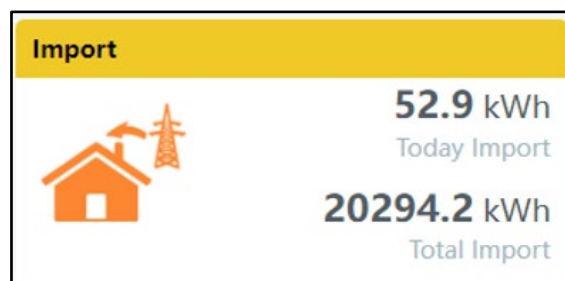 Import
52.9 kWh
Today Import
20294.2 kWh
Total Import